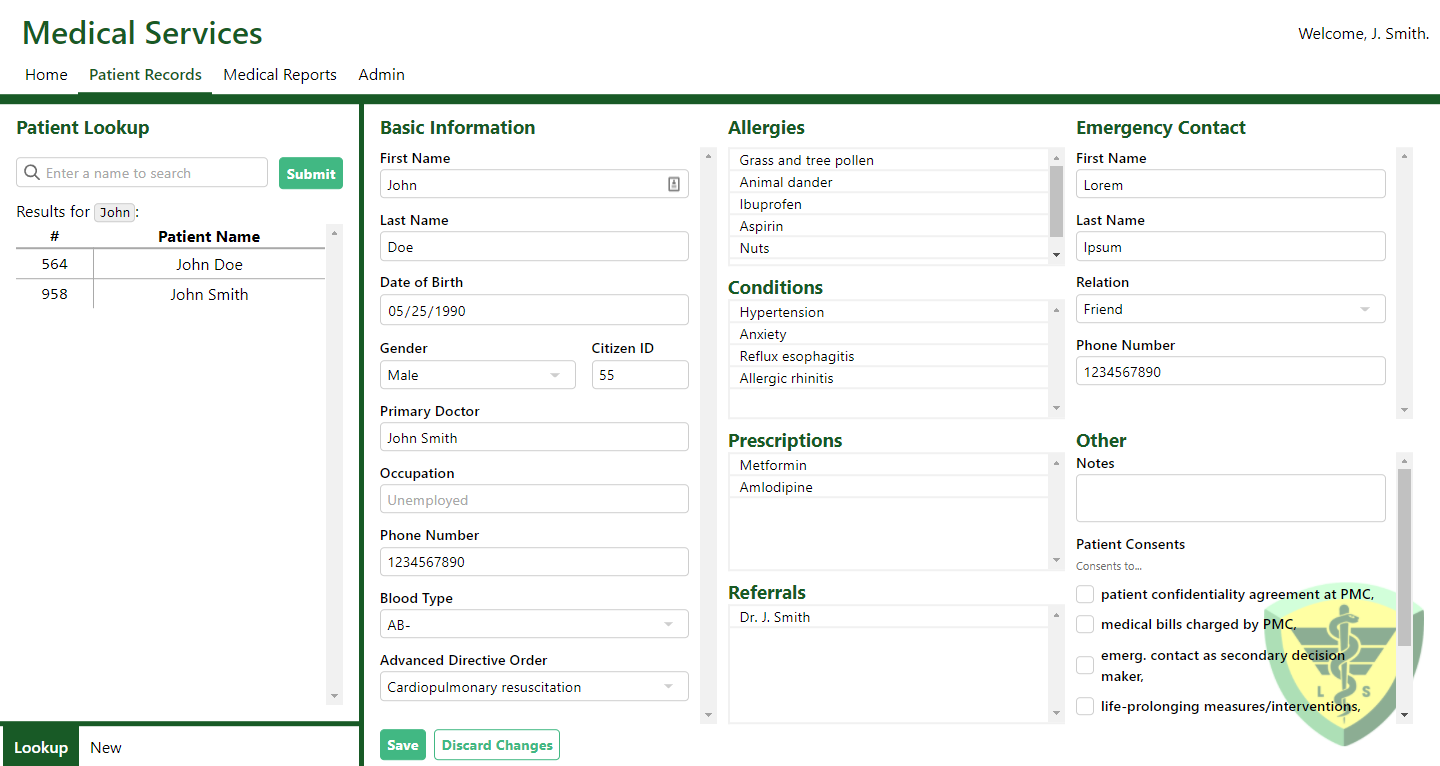 Medical Services
Welcome, J. Smith.
Home Patient Records Medical Reports Admin
Patient Lookup
Enter a name to search Submit
Results for John:
# Patient Name
564 John Doe
958 John Smith
Lookup New
Basic Information
First Name
John
Last Name
Doe
Date of Birth
05/25/1990
Gender Citizen ID
Male 55
Primary Doctor
John Smith
Occupation
Unemployed
Phone Number
1234567890
Blood Type
AB-
Advanced Directive Order
Cardiopulmonary resuscitation
Save Discard Changes
Allergies
Grass and tree pollen
Animal dander
Ibuprofen
Aspirin
Nuts
Conditions
Hypertension
Anxiety
Reflux esophagitis
Allergic rhinitis
Prescriptions
Metformin
Amlodipine
Referrals
Dr. J. Smith
Emergency Contact
First Name
Lorem
Last Name
Ipsum
Relation
Friend
Phone Number
1234567890
Other
Notes
Patient Consents
Consents to...
patient confidentiality agreement at PMC,
medical bills charged by PMC,
emerg. contact as secondary decision
maker,
life-prolonging measures/interventions,
L S